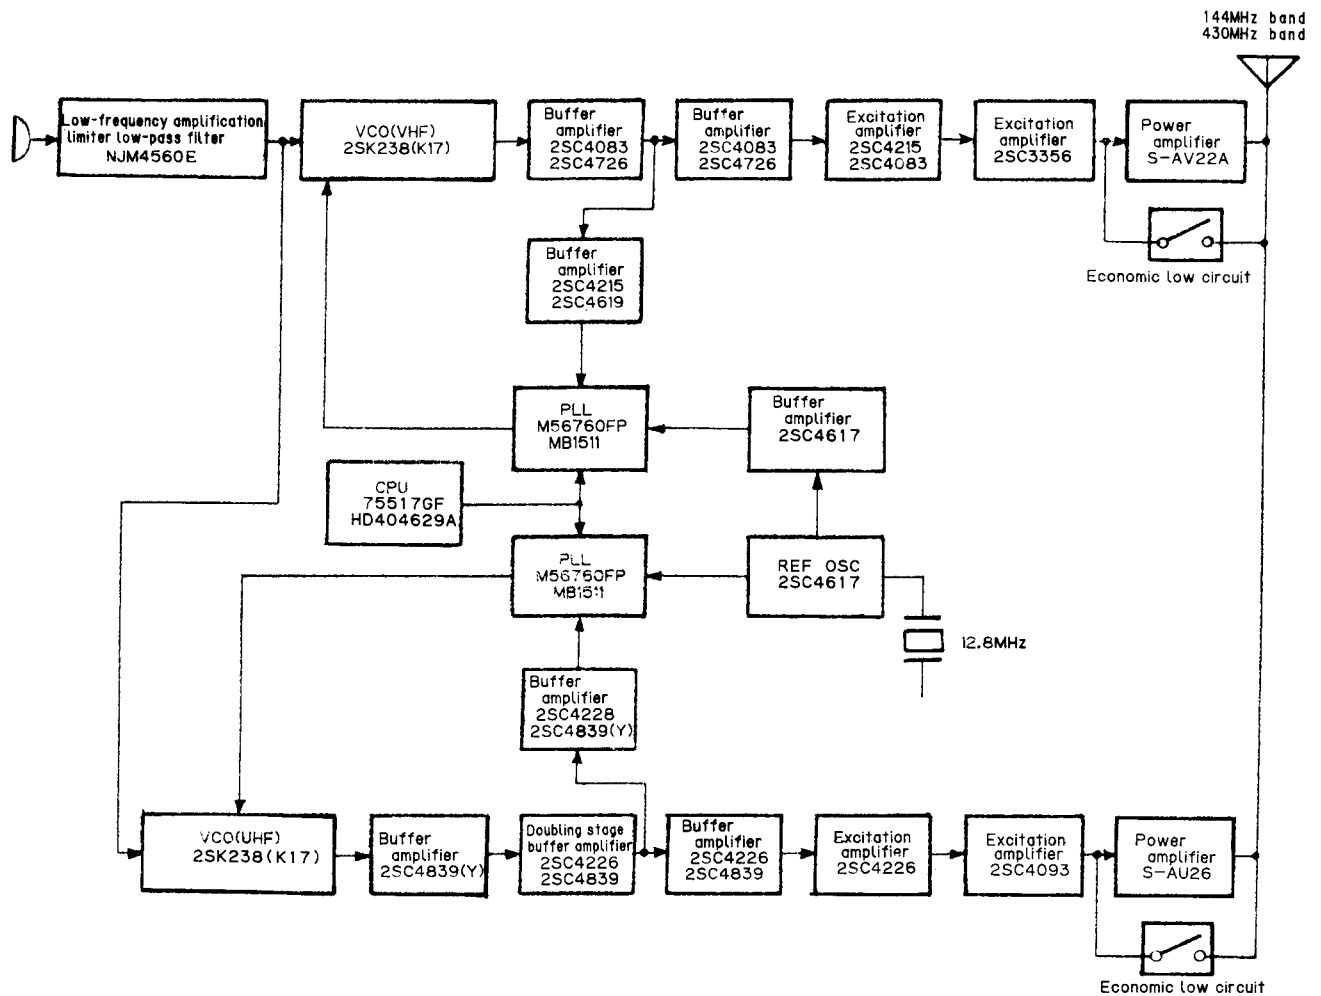 144MHz band
430MHz band
Low-frequency amplification
limiter low-pass filter
NJM4560E
VCO(VHF)
2SK238(K17)
Buffer
amplifier
2SC4083
2SC4726
Buffer
amplifier
2SC4083
2SC4726
Excitation
amplifier
2SC4215
2SC4083
Excitation
amplifier
2SC3356
Power
amplifier
S-AV22A
Economic low circuit
Buffer
amplifier
2SC4215
2SC4619
PLL
M56760FP
MB1511
Buffer
amplifier
2SC4617
CPU
75517GF
HD404629A
PLL
M56760FP
MB1511
REF OSC
2SC4617
12.8MHz
Buffer
amplifier
2SC4228
2SC4839(Y)
VCO(UHF)
2SK238(K17)
Buffer
amplifier
2SC4839(Y)
Doubling stage
buffer amplifier
2SC4226
2SC4839
Buffer
amplifier
2SC4226
2SC4839
Excitation
amplifier
2SC4226
Excitation
amplifier
2SC4093
Power
amplifier
S-AU26
Economic low circuit